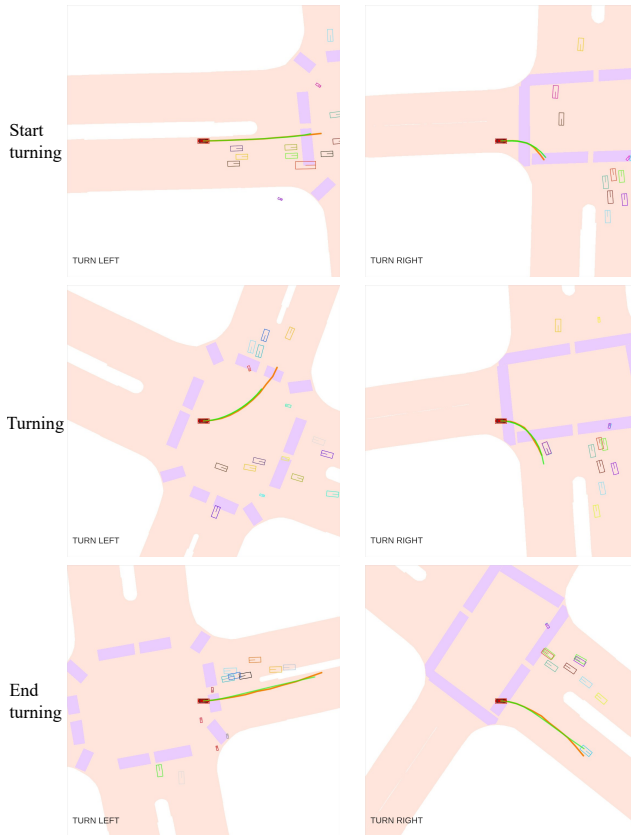 Start
turning
TURN LEFT
TURN RIGHT
Turning
TURN LEFT
TURN RIGHT
End
turning
TURN LEFT
TURN RIGHT